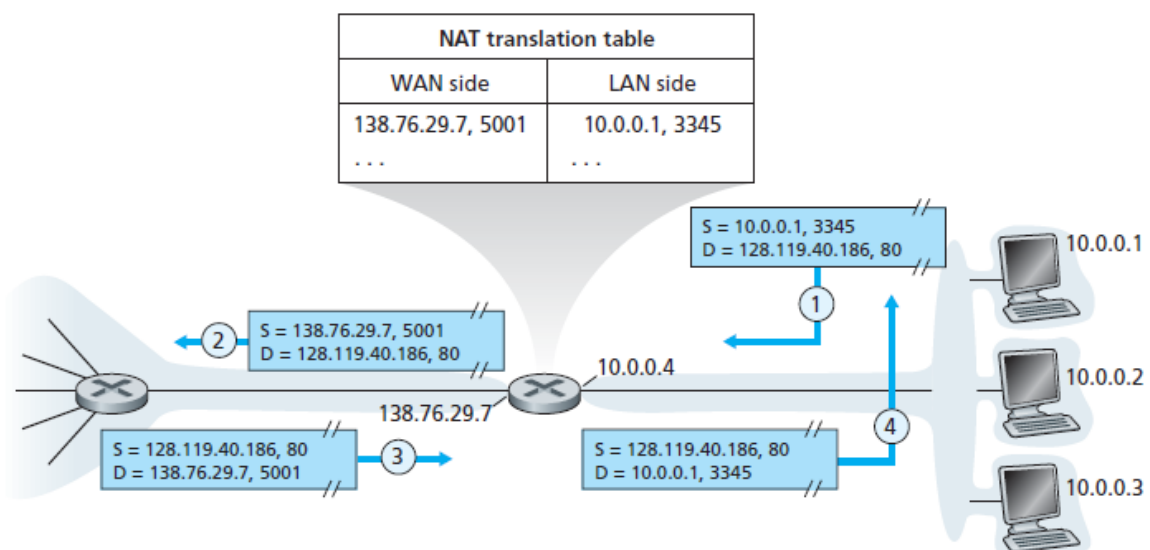 NAT translation table
WAN side
LAN side
138.76.29.7, 5001
10.0.0.1, 3345
. . .
. . .
S = 10.0.0.1, 3345
D = 128.119.40.186, 80
10.0.0.1
1
2
S = 138.76.29.7, 5001
D = 128.119.40.186, 80
10.0.0.4
10.0.0.2
138.76.29.7
4
S = 128.119.40.186, 80
D = 138.76.29.7, 5001
3
S = 128.119.40.186, 80
D = 10.0.0.1, 3345
10.0.0.3